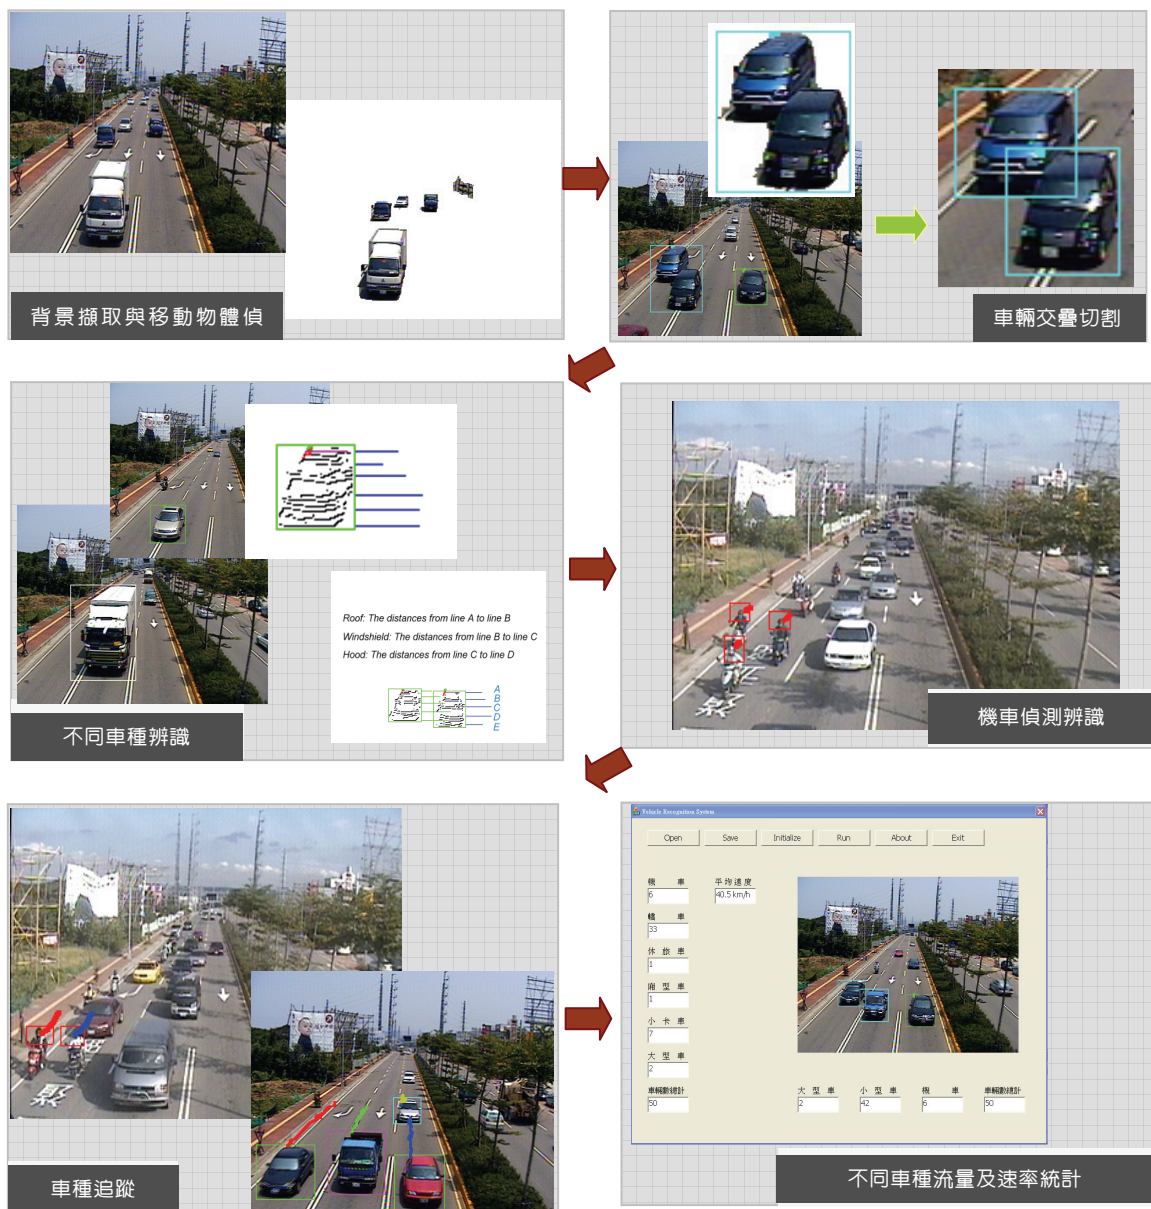 背景擷取與移動物體偵
車輛交疊切割
Roof: The distances from line A to line B
Windshield: The distances from line B to line C
Hood: The distances from line C to line D
A
B
C
D
E
不同車種辨識
機車偵測辨識
車種追蹤
Vehicle Recognition System
Open Save Initialize Run About Exit
機 車 平均速度
6 40.5 km/h
轎 車
33
休 旅 車
1
廂 型 車
1
小 卡 車
7
大 型 車
2
車輛數總計 大 型 車 小 型 車 機 車 車輛數總計
50 2 42 6 50
不同車種流量及速率統計